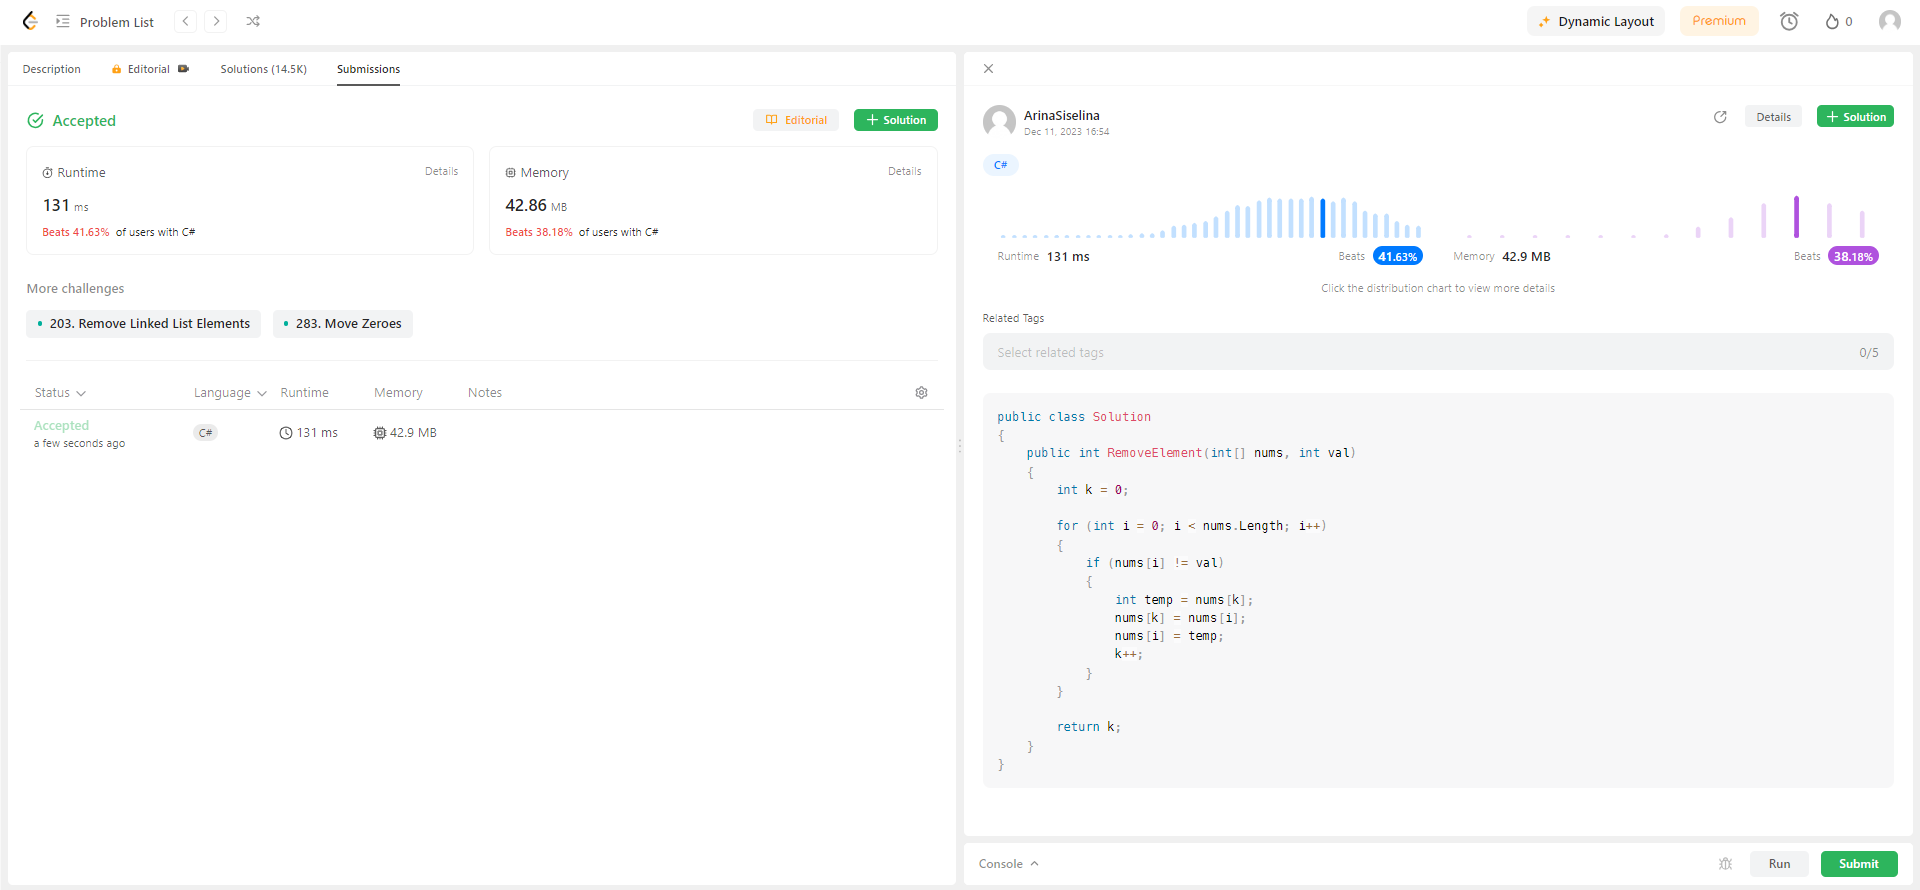 Problem List
Dynamic Layout
Premium
0
Description
Editorial
Solutions (14.5K)
Submissions
Accepted
Editorial
Solution
Runtime
Details
131 ms
Beats 41.63% of users with C#
Memory
Details
42.86 MB
Beats 38.18% of users with C#
More challenges
203. Remove Linked List Elements
283. Move Zeroes
Status
Language
Runtime
Memory
Notes
Accepted
a few seconds ago
C#
131 ms
42.9 MB
ArinaSiselina
Dec 11, 2023 16:54
Details
Solution
C#
Runtime 131 ms
Beats 41.63%
Memory 42.9 MB
Beats 38.18%
Click the distribution chart to view more details
Related Tags
Select related tags
0/5
public class Solution
{
    public int RemoveElement(int[] nums, int val)
    {
        int k = 0;
        for (int i = 0; i < nums.Length; i++)
        {
            if (nums[i] != val)
            {
                int temp = nums[k];
                nums[k] = nums[i];
                nums[i] = temp;
                k++;
            }
        }
        return k;
    }
}
Console
Run
Submit